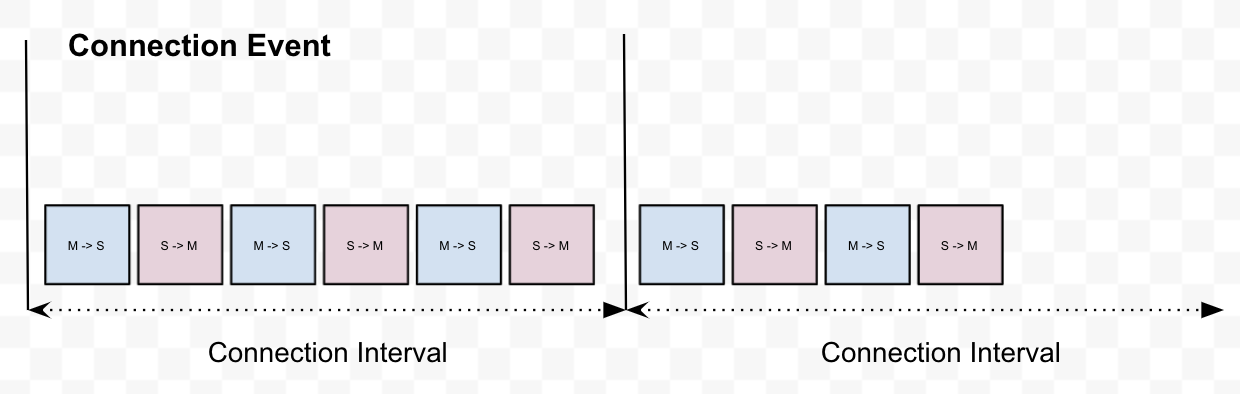 Connection Event
M -> S
S -> M
M -> S
S -> M
M -> S
S -> M
M -> S
S -> M
M -> S
S -> M
Connection Interval
Connection Interval